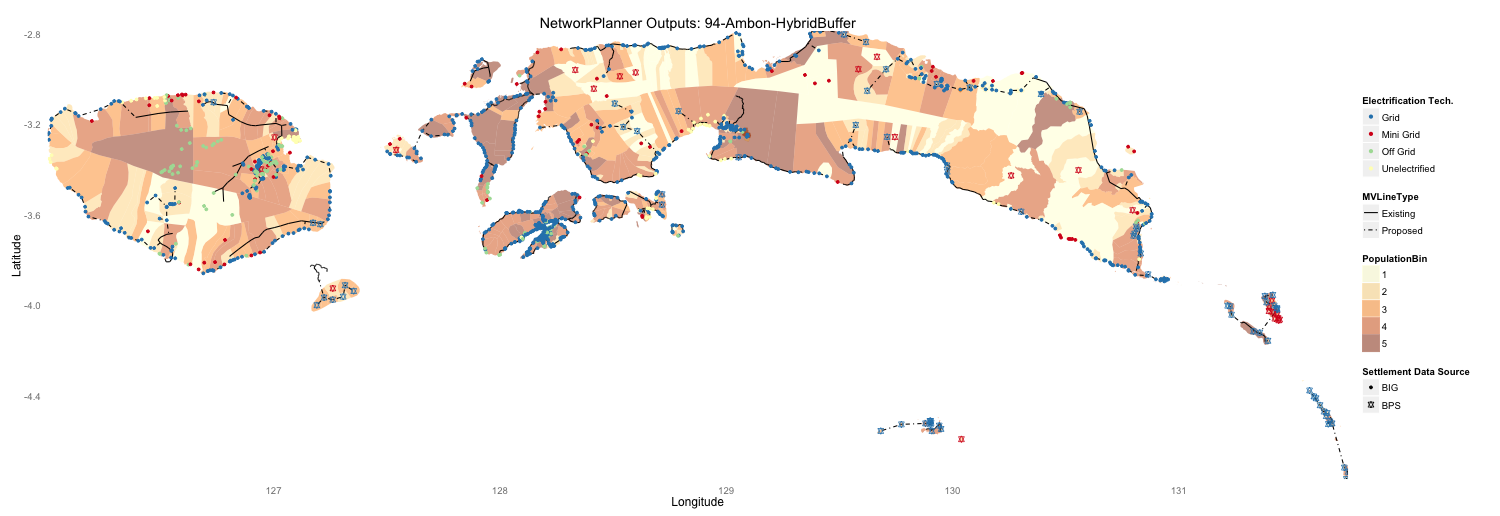 NetworkPlanner Outputs: 94-Ambon-HybridBuffer
-2.8
-3.2
-3.6
-4.0
-4.4
Latitude
127
128
129
130
131
Longitude
Electrification Tech.
Grid
Mini Grid
Off Grid
Unelectrified
MVLineType
Existing
Proposed
PopulationBin
1
2
3
4
5
Settlement Data Source
BIG
BPS